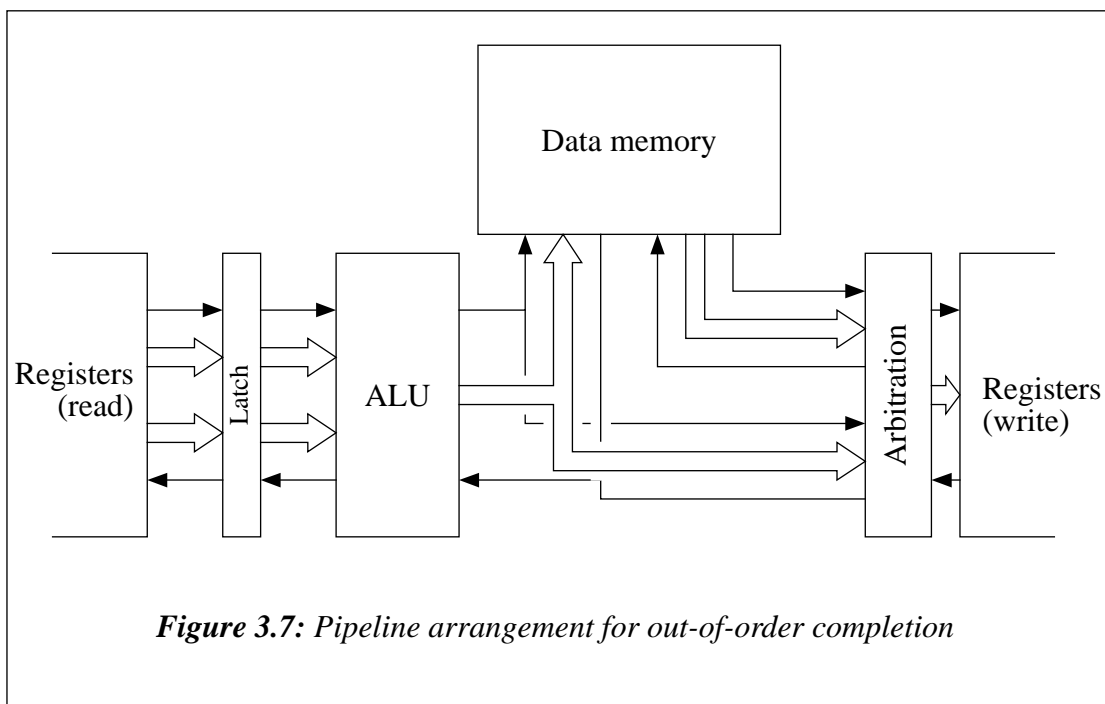 Data memory
Registers
(read)
Latch
ALU
Arbitration
Registers
(write)
Figure 3.7: Pipeline arrangement for out-of-order completion